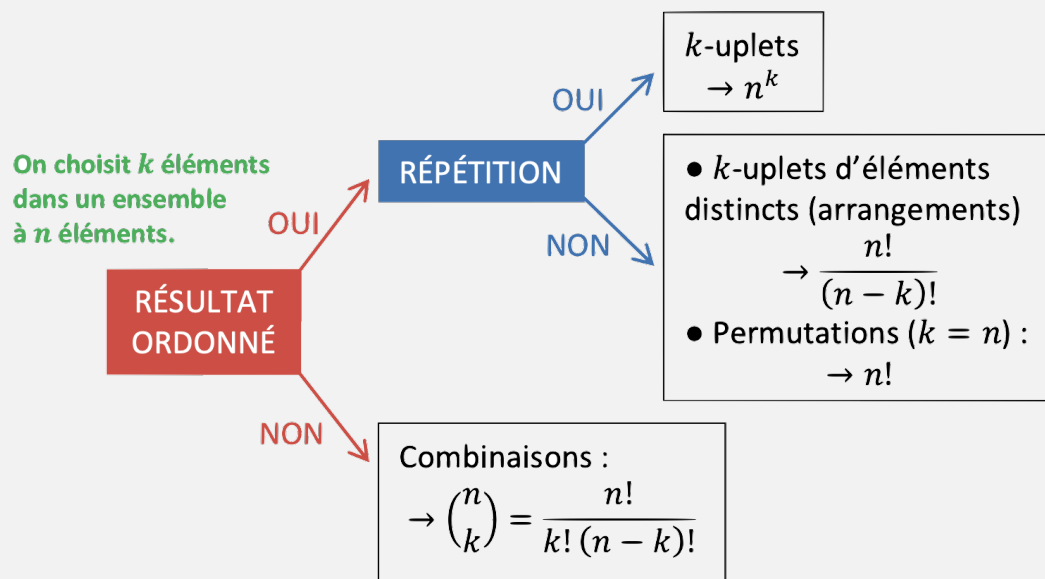 On choisit k éléments
dans un ensemble
à n éléments.
RÉSULTAT
ORDONNÉ
OUI
NON
RÉPÉTITION
OUI
NON
k-uplets
→ n^k
● k-uplets d’éléments
distincts (arrangements)
→ n! / (n − k)!
● Permutations (k = n) :
→ n!
Combinaisons :
→ (n k) = n! / k! (n − k)!